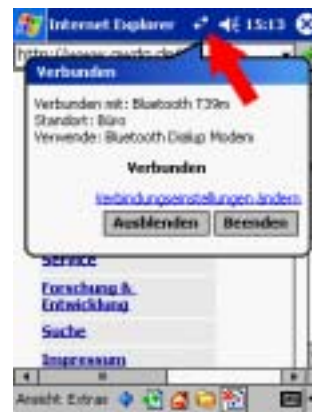 Internet Explorer 15:13
Verbunden
Verbunden mit: Bluetooth T39m
Standort: Büro
Verwende: Bluetooth Dialup Modem
Verbunden
Verbindungseinstellungen ändern
Ausblenden Beenden
Service
Forschung &
Entwicklung
Suche
Impressum
Ansicht Extras